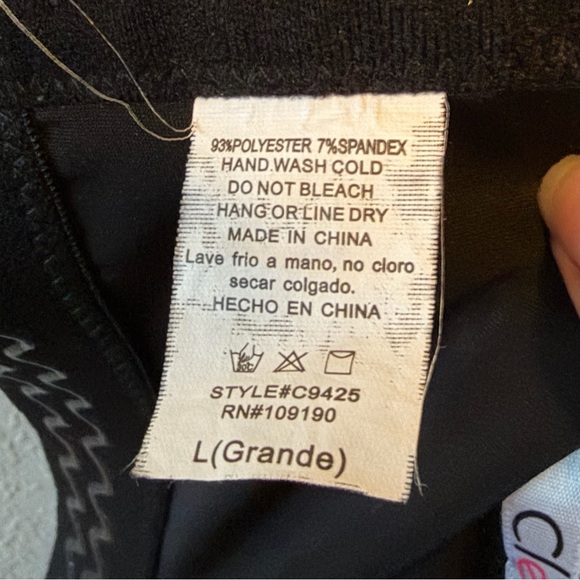 93%POLYESTER 7%SPANDEX
HAND.WASH COLD
DO NOT BLEACH
HANG OR LINE DRY
MADE IN CHINA
Lave frio a mano, no cloro
secar colgado.
HECHO EN CHINA
30°C
STYLE#C9425
RN#109190
L(Grande)